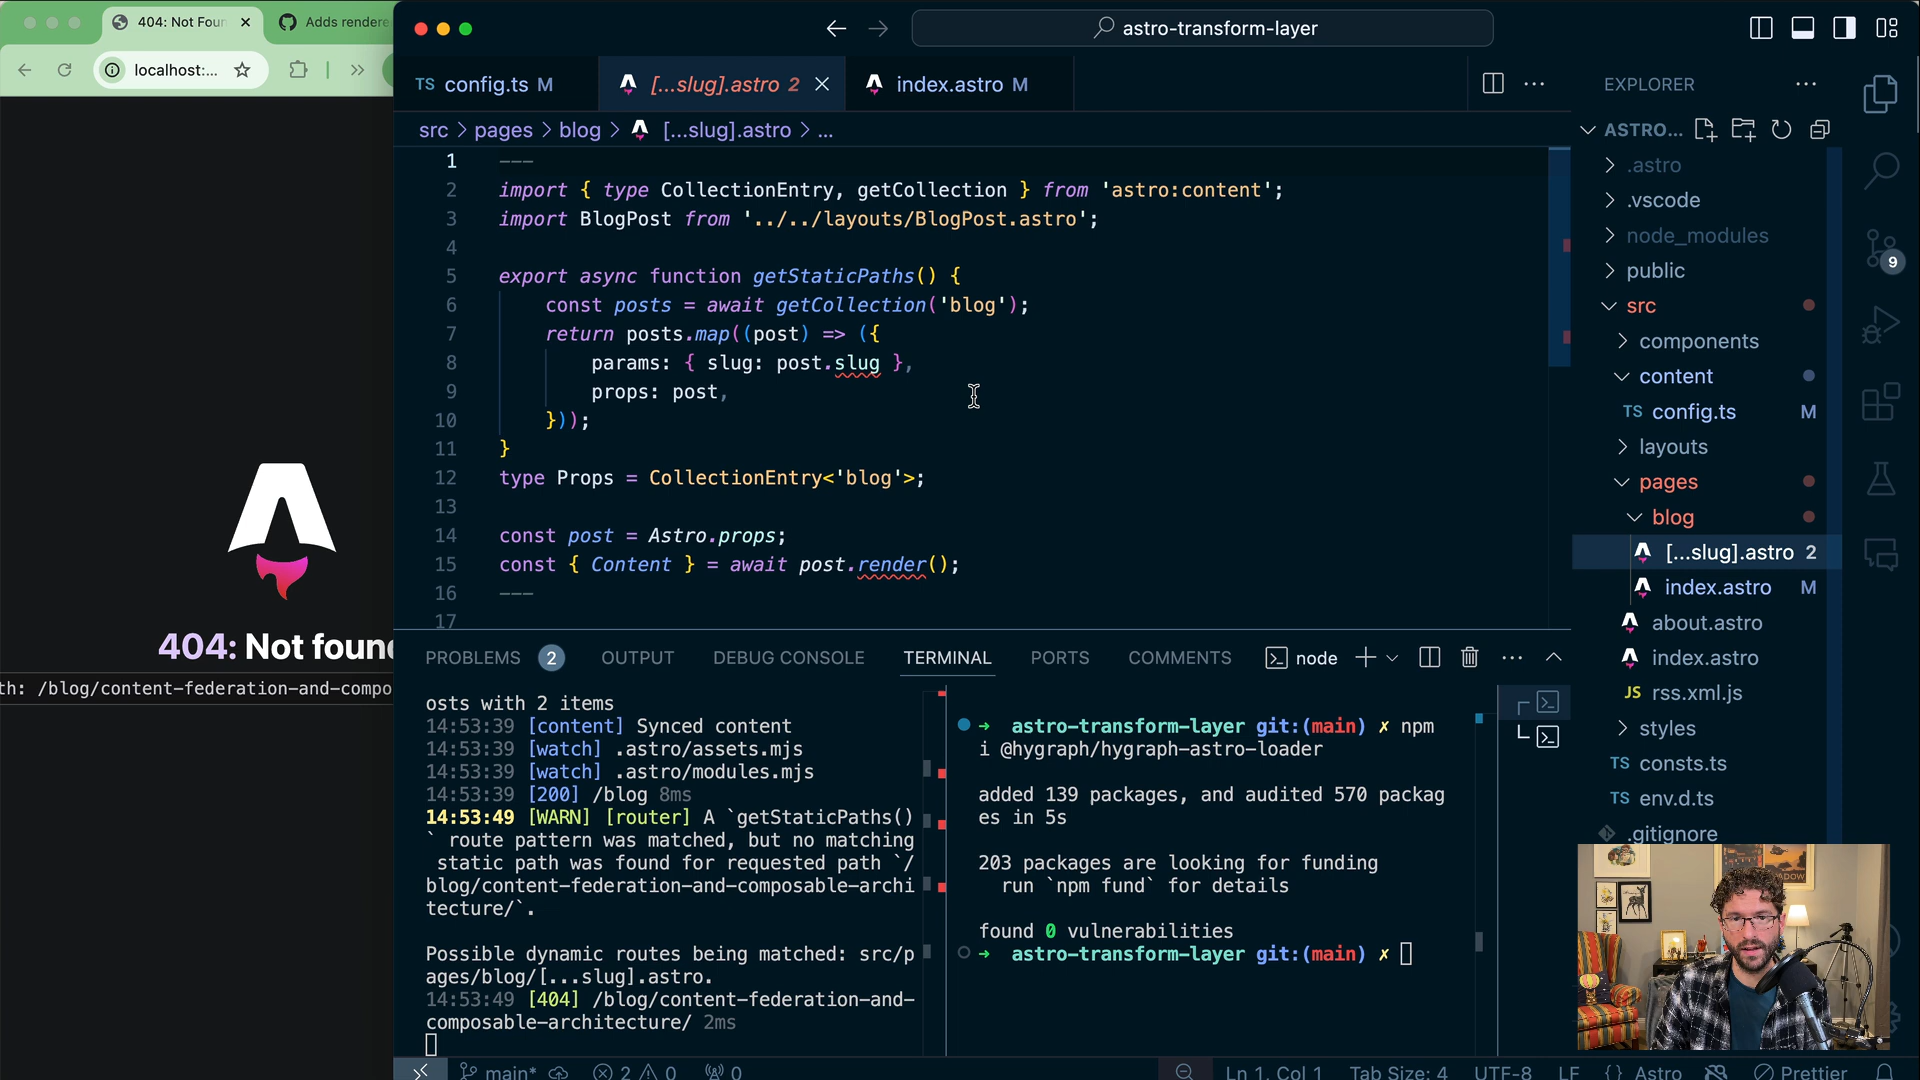 404: Not Foun
Adds rendere
localhost:...
404: Not found
th: /blog/content-federation-and-compo
astro-transform-layer
TS config.ts M
[...slug].astro 2
index.astro M
src > pages > blog > [...slug].astro > ...
1 ---
2 import { type CollectionEntry, getCollection } from 'astro:content';
3 import BlogPost from '../../layouts/BlogPost.astro';
4
5 export async function getStaticPaths() {
6 const posts = await getCollection('blog');
7 return posts.map((post) => ({
8 params: { slug: post.slug },
9 props: post,
10 }));
11 }
12 type Props = CollectionEntry<'blog'>;
13
14 const post = Astro.props;
15 const { Content } = await post.render();
16 ---
17
PROBLEMS 2 OUTPUT DEBUG CONSOLE TERMINAL PORTS COMMENTS node
osts with 2 items
14:53:39 [content] Synced content
14:53:39 [watch] .astro/assets.mjs
14:53:39 [watch] .astro/modules.mjs
14:53:39 [200] /blog 8ms
14:53:49 [WARN] [router] A `getStaticPaths()
` route pattern was matched, but no matching
static path was found for requested path `/
blog/content-federation-and-composable-archi
tecture/`.
Possible dynamic routes being matched: src/p
ages/blog/[...slug].astro.
14:53:49 [404] /blog/content-federation-and-
composable-architecture/ 2ms
➜ astro-transform-layer git:(main) ✗ npm
i @hygraph/hygraph-astro-loader
added 139 packages, and audited 570 packag
es in 5s
203 packages are looking for funding
run `npm fund` for details
found 0 vulnerabilities
➜ astro-transform-layer git:(main) ✗
EXPLORER
ASTRO...
.astro
.vscode
node_modules
public
src
components
content
TS config.ts M
layouts
pages
blog
[...slug].astro 2
index.astro M
about.astro
index.astro
JS rss.xml.js
styles
TS consts.ts
TS env.d.ts
.gitignore
9
main* 2 0 0
Ln 1, Col 1 Tab Size: 4 UTF-8 LF {} Astro Prettier